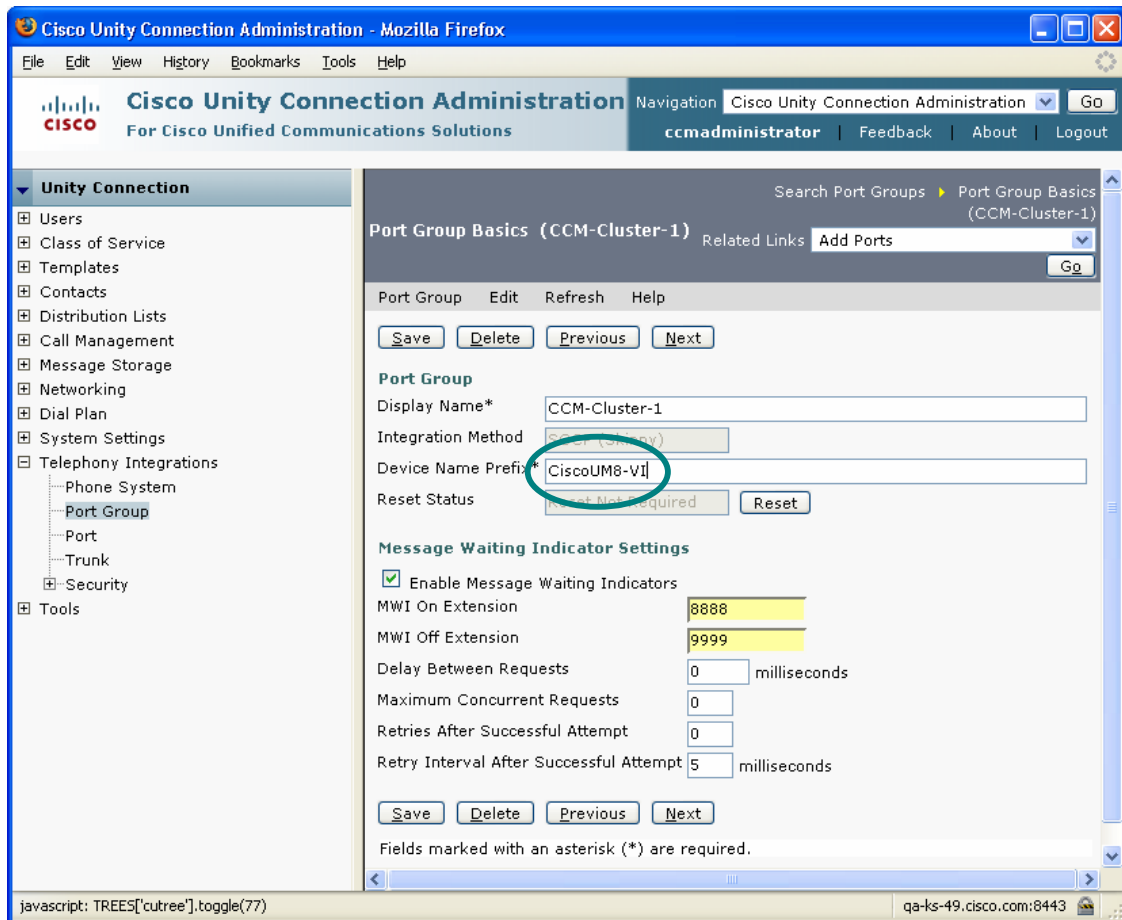 Cisco Unity Connection Administration - Mozilla Firefox
File Edit View History Bookmarks Tools Help
CISCO
Cisco Unity Connection Administration
For Cisco Unified Communications Solutions
Navigation Cisco Unity Connection Administration Go
ccmadministrator | Feedback | About | Logout
Unity Connection
Users
Class of Service
Templates
Contacts
Distribution Lists
Call Management
Message Storage
Networking
Dial Plan
System Settings
Telephony Integrations
Phone System
Port Group
Port
Trunk
Security
Tools
Search Port Groups Port Group Basics
(CCM-Cluster-1)
Port Group Basics (CCM-Cluster-1)
Related Links Add Ports
Go
Port Group Edit Refresh Help
Save Delete Previous Next
Port Group
Display Name* CCM-Cluster-1
Integration Method SCCP (Skinny)
Device Name Prefix* CiscoUM8-VI
Reset Status Reset Not Required Reset
Message Waiting Indicator Settings
Enable Message Waiting Indicators
MWI On Extension 8888
MWI Off Extension 9999
Delay Between Requests 0 milliseconds
Maximum Concurrent Requests 0
Retries After Successful Attempt 0
Retry Interval After Successful Attempt 5 milliseconds
Save Delete Previous Next
Fields marked with an asterisk (*) are required.
javascript: TREES['cutree'].toggle(77) qa-ks-49.cisco.com:8443